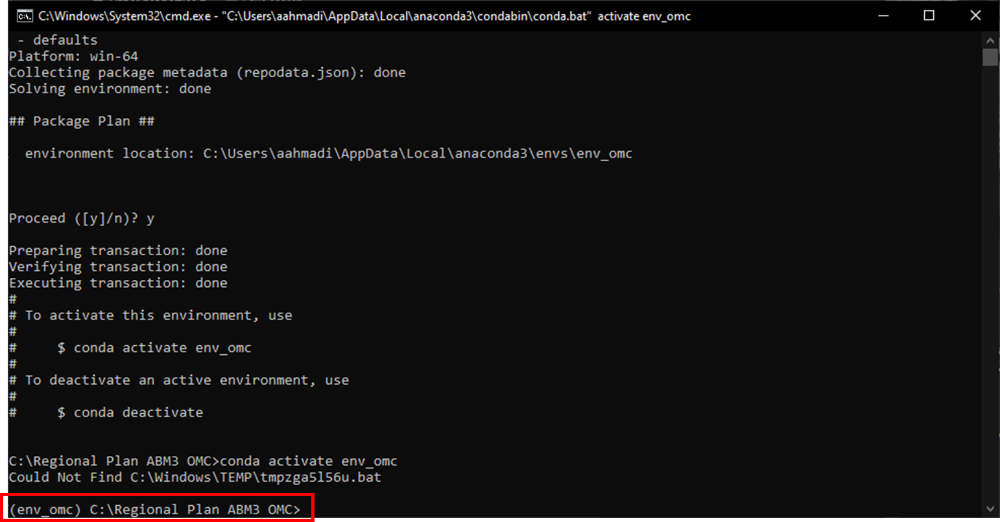 C:\Windows\System32\cmd.exe - "C:\Users\aahmadi\AppData\Local\anaconda3\condabin\conda.bat" activate env_omc
- defaults
Platform: win-64
Collecting package metadata (repodata.json): done
Solving environment: done
## Package Plan ##
environment location: C:\Users\aahmadi\AppData\Local\anaconda3\envs\env_omc
Proceed ([y]/n)? y
Preparing transaction: done
Verifying transaction: done
Executing transaction: done
#
# To activate this environment, use
#
# $ conda activate env_omc
#
# To deactivate an active environment, use
#
# $ conda deactivate
C:\Regional Plan ABM3 OMC>conda activate env_omc
Could Not Find C:\Windows\TEMP\tmpzga5l56u.bat
(env_omc) C:\Regional Plan ABM3 OMC>